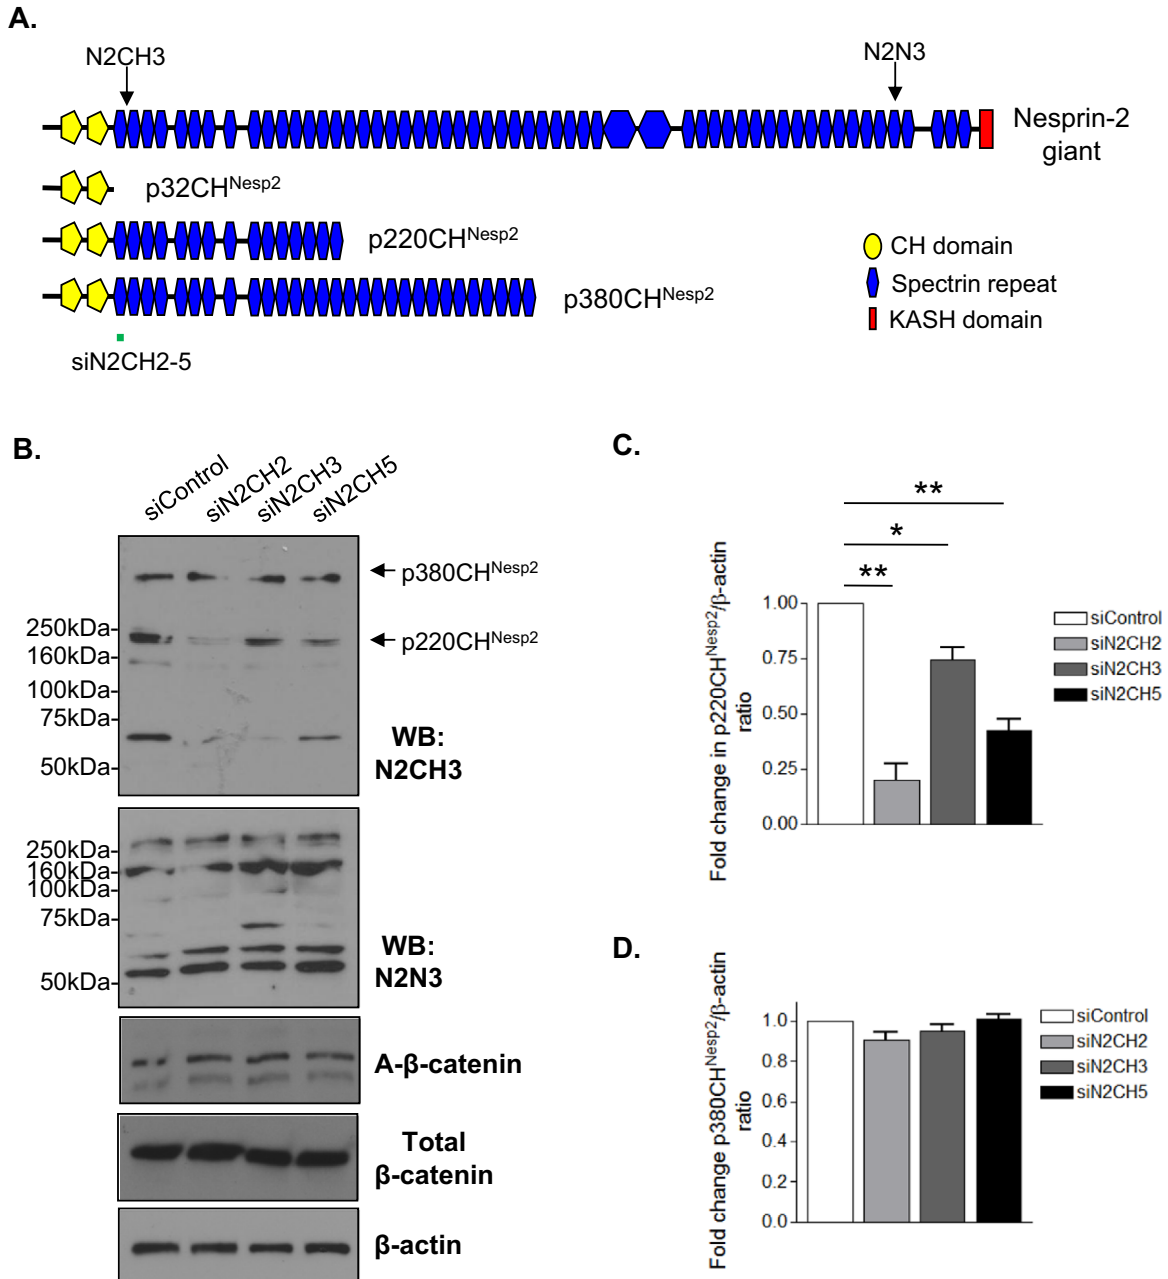 A.
N2CH3
N2N3
Nesprin-2
giant
p32CHNesp2
p220CHNesp2
p380CHNesp2
CH domain
Spectrin repeat
KASH domain
siN2CH2-5
B.
siControl
siN2CH2
siN2CH3
siN2CH5
p380CHNesp2
p220CHNesp2
250kDa-
160kDa-
100kDa-
75kDa-
50kDa-
WB:
N2CH3
250kDa-
160kDa-
100kDa-
75kDa-
50kDa-
WB:
N2N3
A-β-catenin
Total
β-catenin
β-actin
C.
**
*
**
Fold change in p220CHNesp2/β-actin
ratio
1.00
0.75
0.50
0.25
0.00
siControl
siN2CH2
siN2CH3
siN2CH5
D.
Fold change p380CHNesp2/β-actin
ratio
1.0
0.8
0.6
0.4
0.2
0.0
siControl
siN2CH2
siN2CH3
siN2CH5